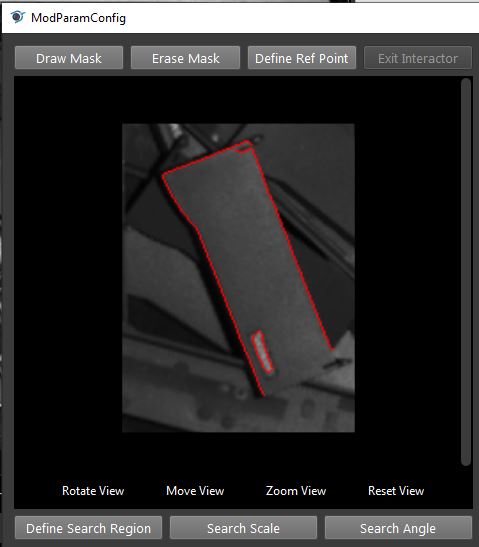 ModParamConfig
Draw Mask Erase Mask Define Ref Point Exit Interactor
Rotate View Move View Zoom View Reset View
Define Search Region Search Scale Search Angle